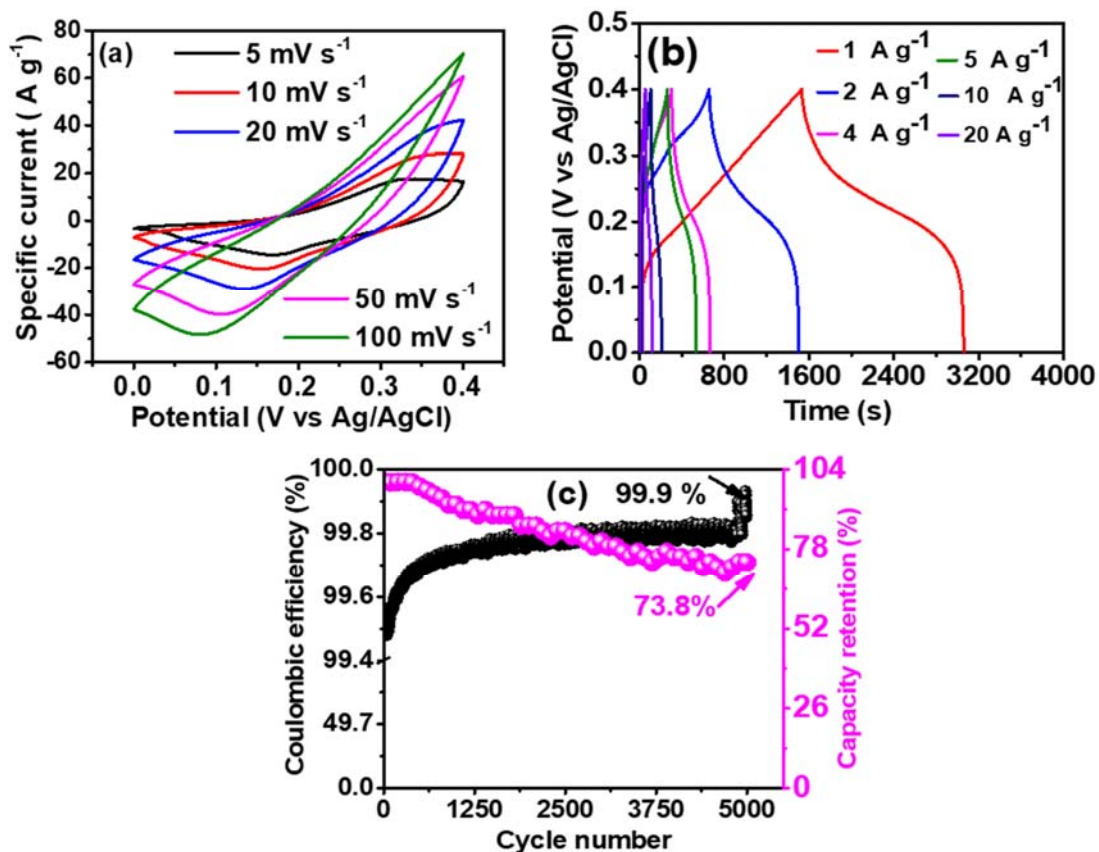 (a)
5 mV s⁻¹
10 mV s⁻¹
20 mV s⁻¹
50 mV s⁻¹
100 mV s⁻¹
80
60
40
20
0
-20
-40
-60
Specific current ( A g⁻¹)
0.0 0.1 0.2 0.3 0.4
Potential (V vs Ag/AgCl)
(b)
1 A g⁻¹
2 A g⁻¹
4 A g⁻¹
5 A g⁻¹
10 A g⁻¹
20 A g⁻¹
0.5
0.4
0.3
0.2
0.1
0.0
Potential (V vs Ag/AgCl)
0 800 1600 2400 3200 4000
Time (s)
(c)
99.9 %
73.8%
100.0
99.8
99.6
99.4
49.7
0.0
Coulombic efficiency (%)
104
78
52
26
0
Capacity retention (%)
0 1250 2500 3750 5000
Cycle number